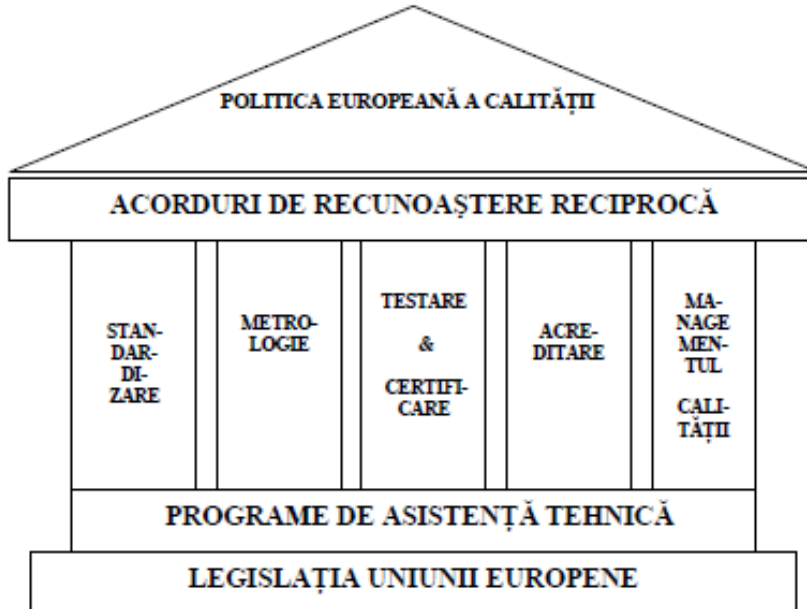 POLITICA EUROPEANĂ A CALITĂȚII
ACORDURI DE RECUNOAȘTERE RECIPROCĂ
STAN-
DAR-
DI-
ZARE
METRO-
LOGIE
TESTARE
&
CERTIFI-
CARE
ACRE-
DITARE
MA-
NAGE
MEN-
TUL
CALI-
TĂȚII
PROGRAME DE ASISTENȚĂ TEHNICĂ
LEGISLAȚIA UNIUNII EUROPENE